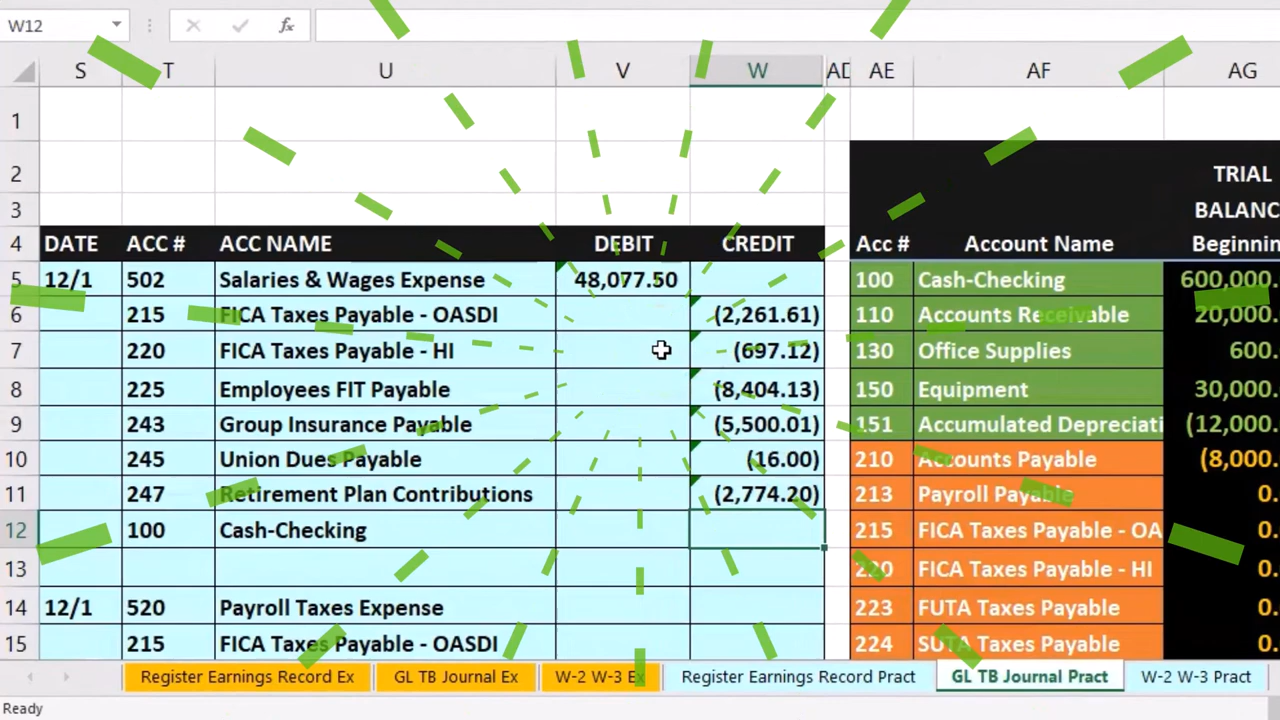 W12
S T U V W AD AE AF AG
1
2 TRIAL
3 BALANC
4 DATE ACC # ACC NAME DEBIT CREDIT Acc # Account Name Beginnin
5 12/1 502 Salaries & Wages Expense 48,077.50 100 Cash-Checking 600,000.
6 215 FICA Taxes Payable - OASDI (2,261.61) 110 Accounts Receivable 20,000.
7 220 FICA Taxes Payable - HI (697.12) 130 Office Supplies 600.
8 225 Employees FIT Payable (8,404.13) 150 Equipment 30,000.
9 243 Group Insurance Payable (5,500.01) 151 Accumulated Depreciati (12,000.
10 245 Union Dues Payable (16.00) 210 Accounts Payable (8,000.
11 247 Retirement Plan Contributions (2,774.20) 213 Payroll Payable 0.
12 100 Cash-Checking 215 FICA Taxes Payable - OA 0.
13 220 FICA Taxes Payable - HI 0.
14 12/1 520 Payroll Taxes Expense 223 FUTA Taxes Payable 0.
15 215 FICA Taxes Payable - OASDI 224 SUTA Taxes Payable 0.
Register Earnings Record Ex GL TB Journal Ex W-2 W-3 Ex Register Earnings Record Pract GL TB Journal Pract W-2 W-3 Pract
Ready